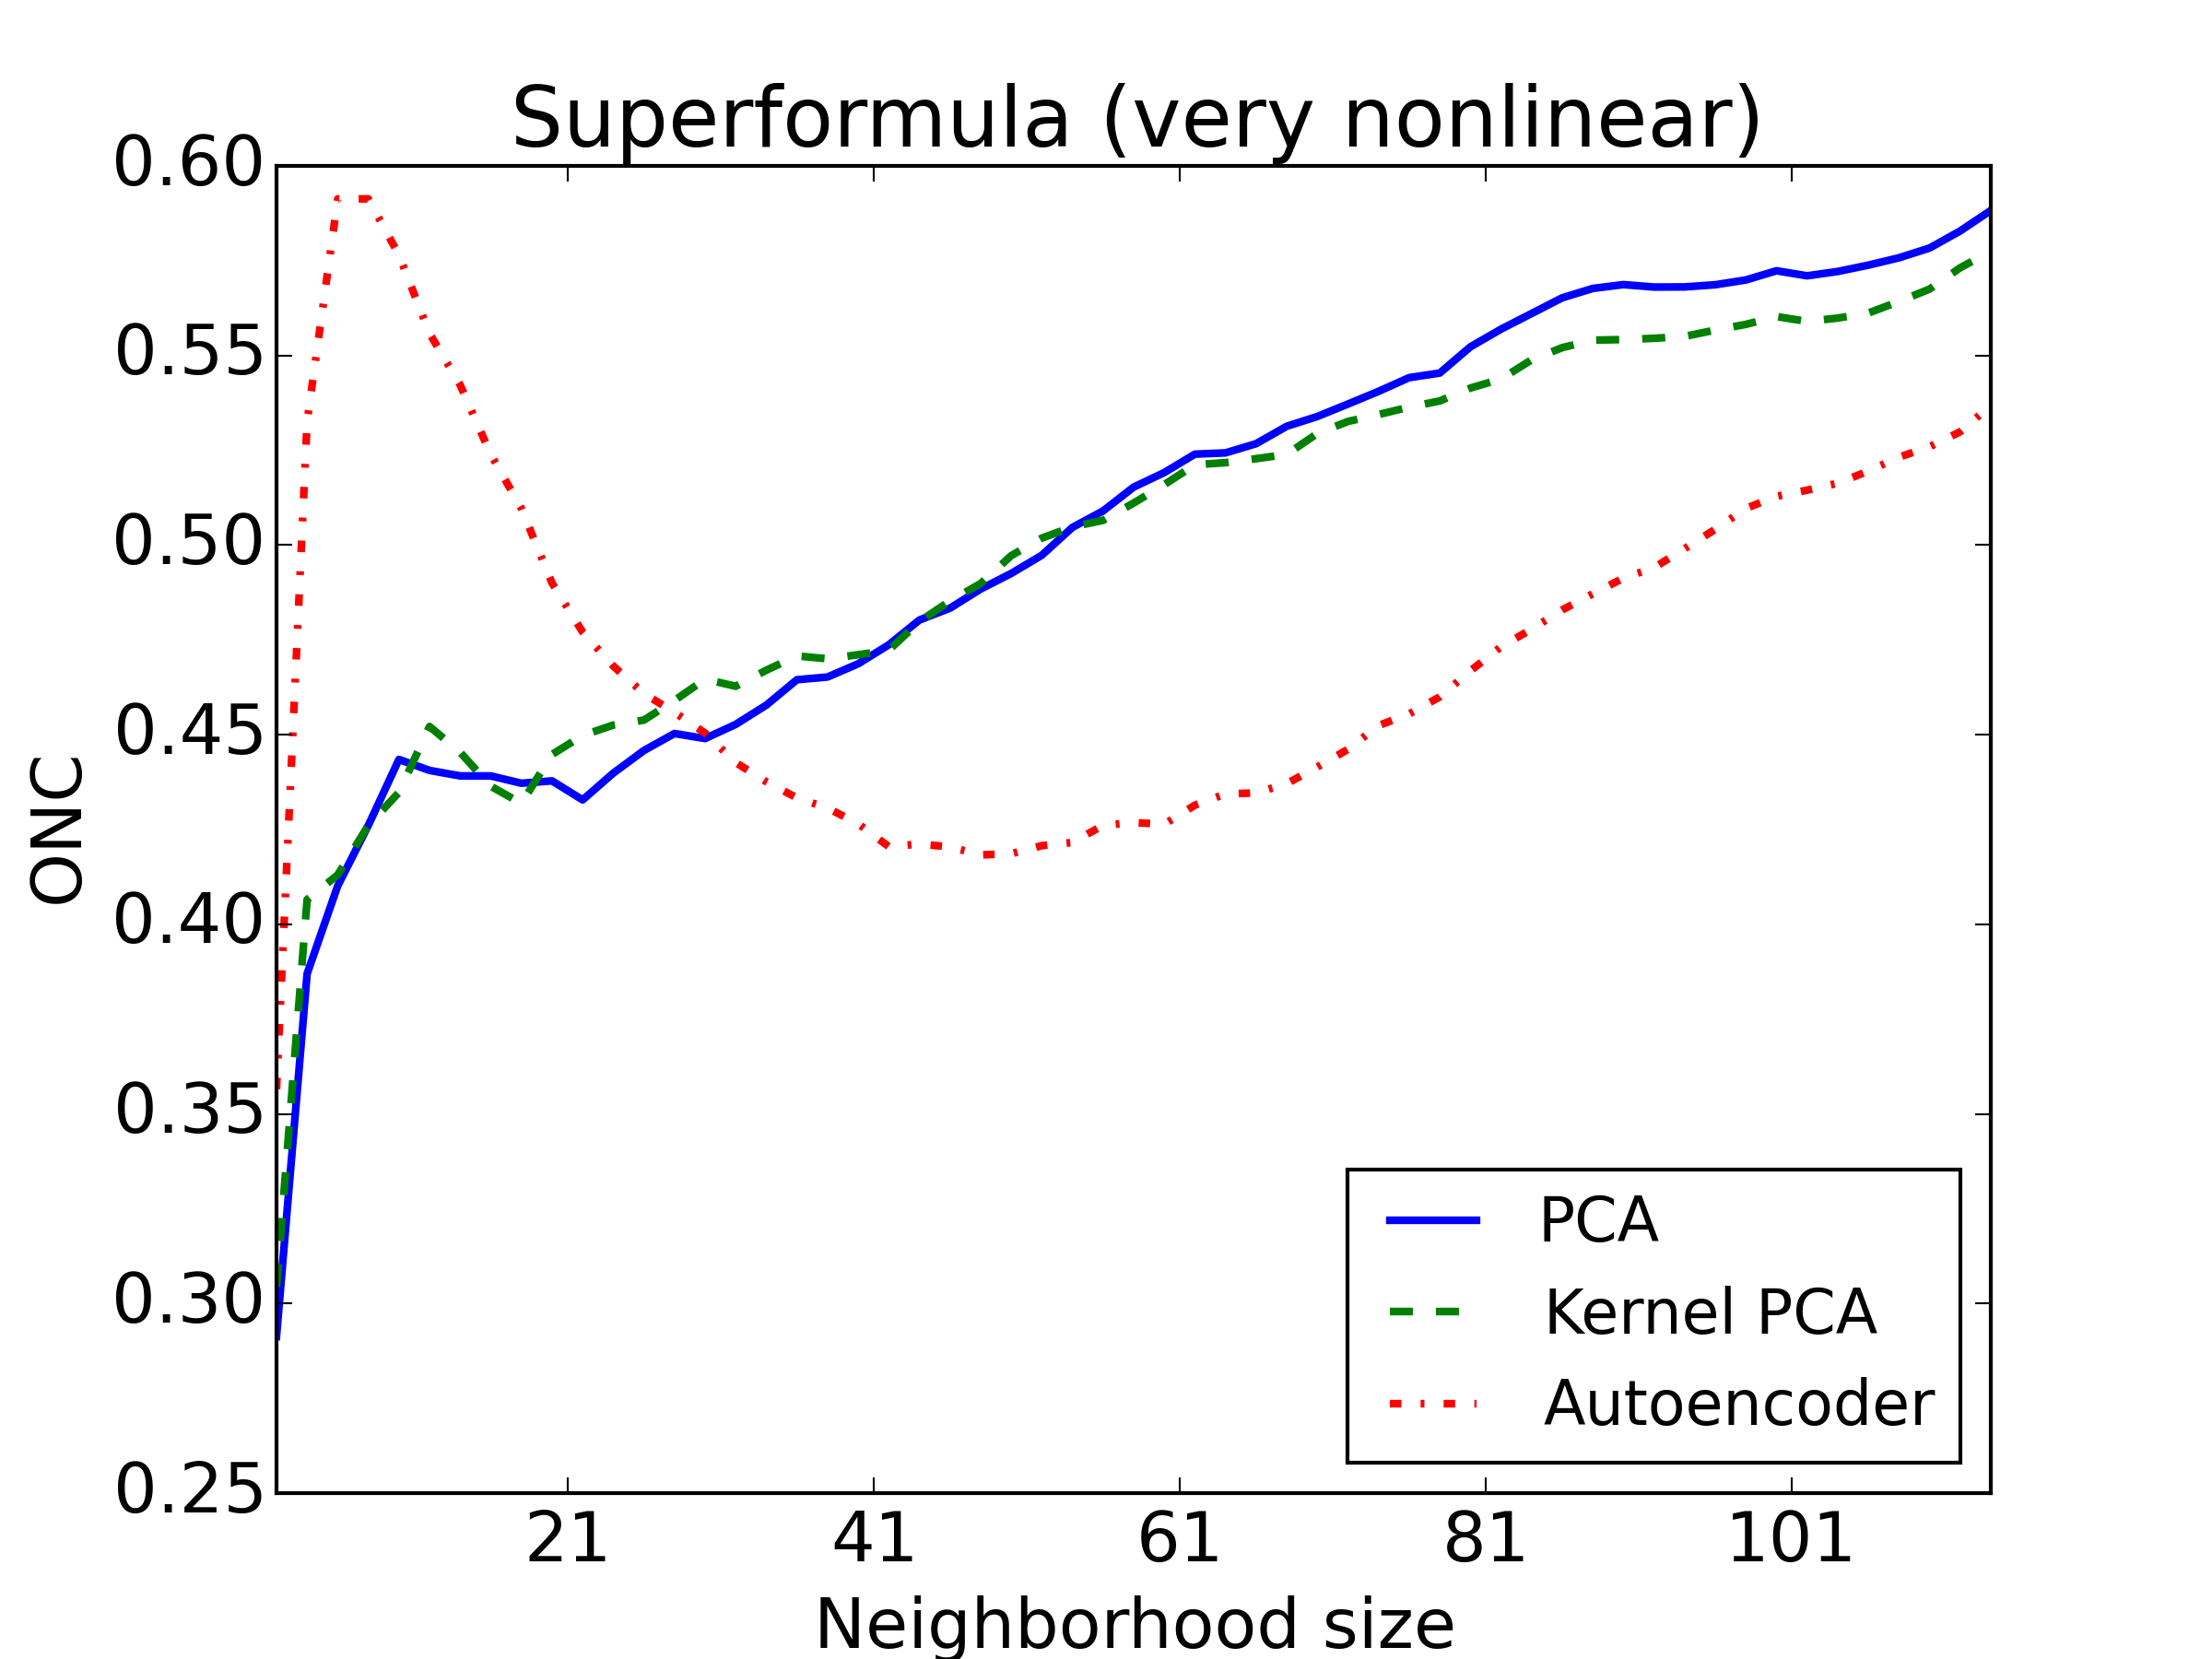 Superformula (very nonlinear)
0.60
0.55
0.50
0.45
0.40
0.35
0.30
0.25
ONIC
PCA
Kernel PCA
Autoencoder
21 41 61 81 101
Neighborhood size